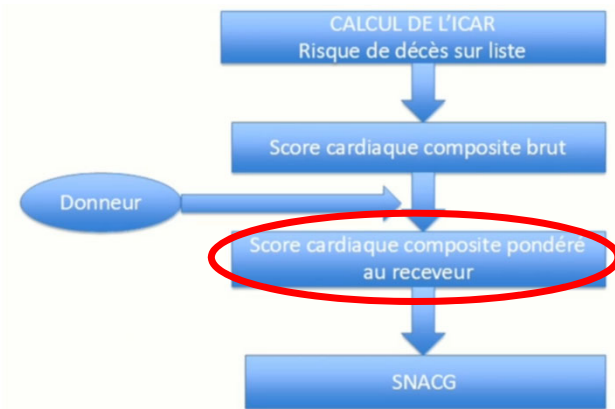 CALCUL DE L'ICAR
Risque de décès sur liste
Score cardiaque composite brut
Donneur
Score cardiaque composite pondéré
au receveur
SNACG